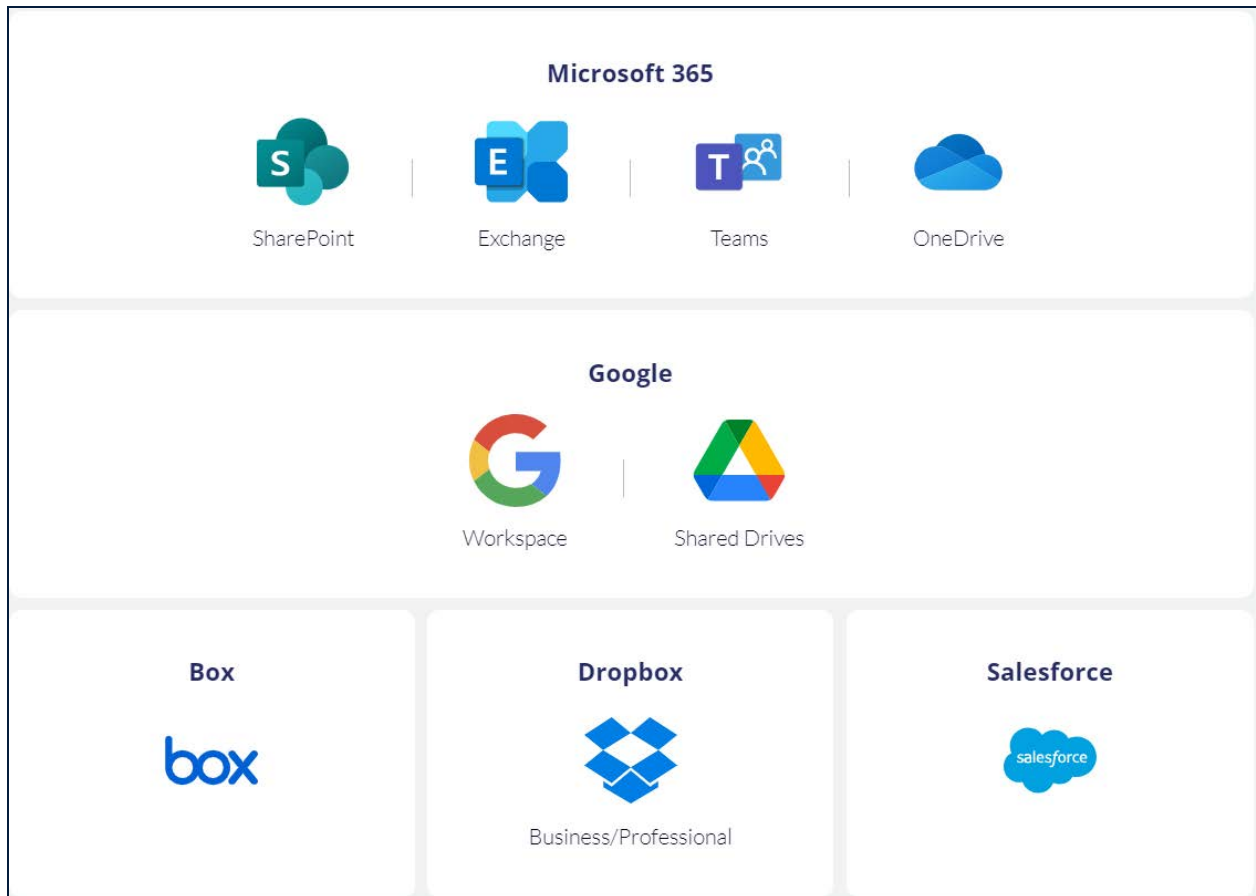 Microsoft 365
S
E
T
SharePoint
Exchange
Teams
OneDrive
Google
Workspace
Shared Drives
Box
Dropbox
Salesforce
box
salesforce
Business/Professional